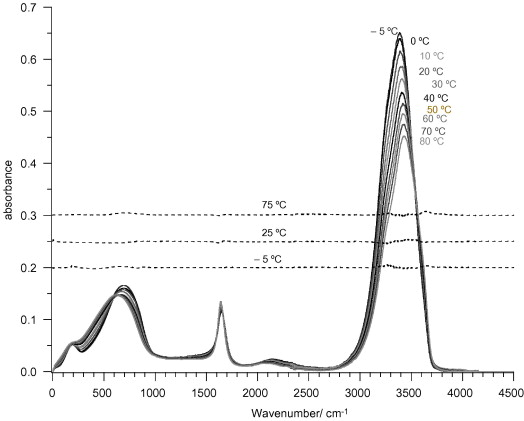 0.7
0.6
0.5
0.4
0.3
0.2
0.1
0.0
absorbance
– 5 ºC
0 ºC
10 ºC
20 ºC
30 ºC
40 ºC
50 ºC
60 ºC
70 ºC
80 ºC
75 ºC
25 ºC
– 5 ºC
0 500 1000 1500 2000 2500 3000 3500 4000 4500
Wavenumber/ cm-1